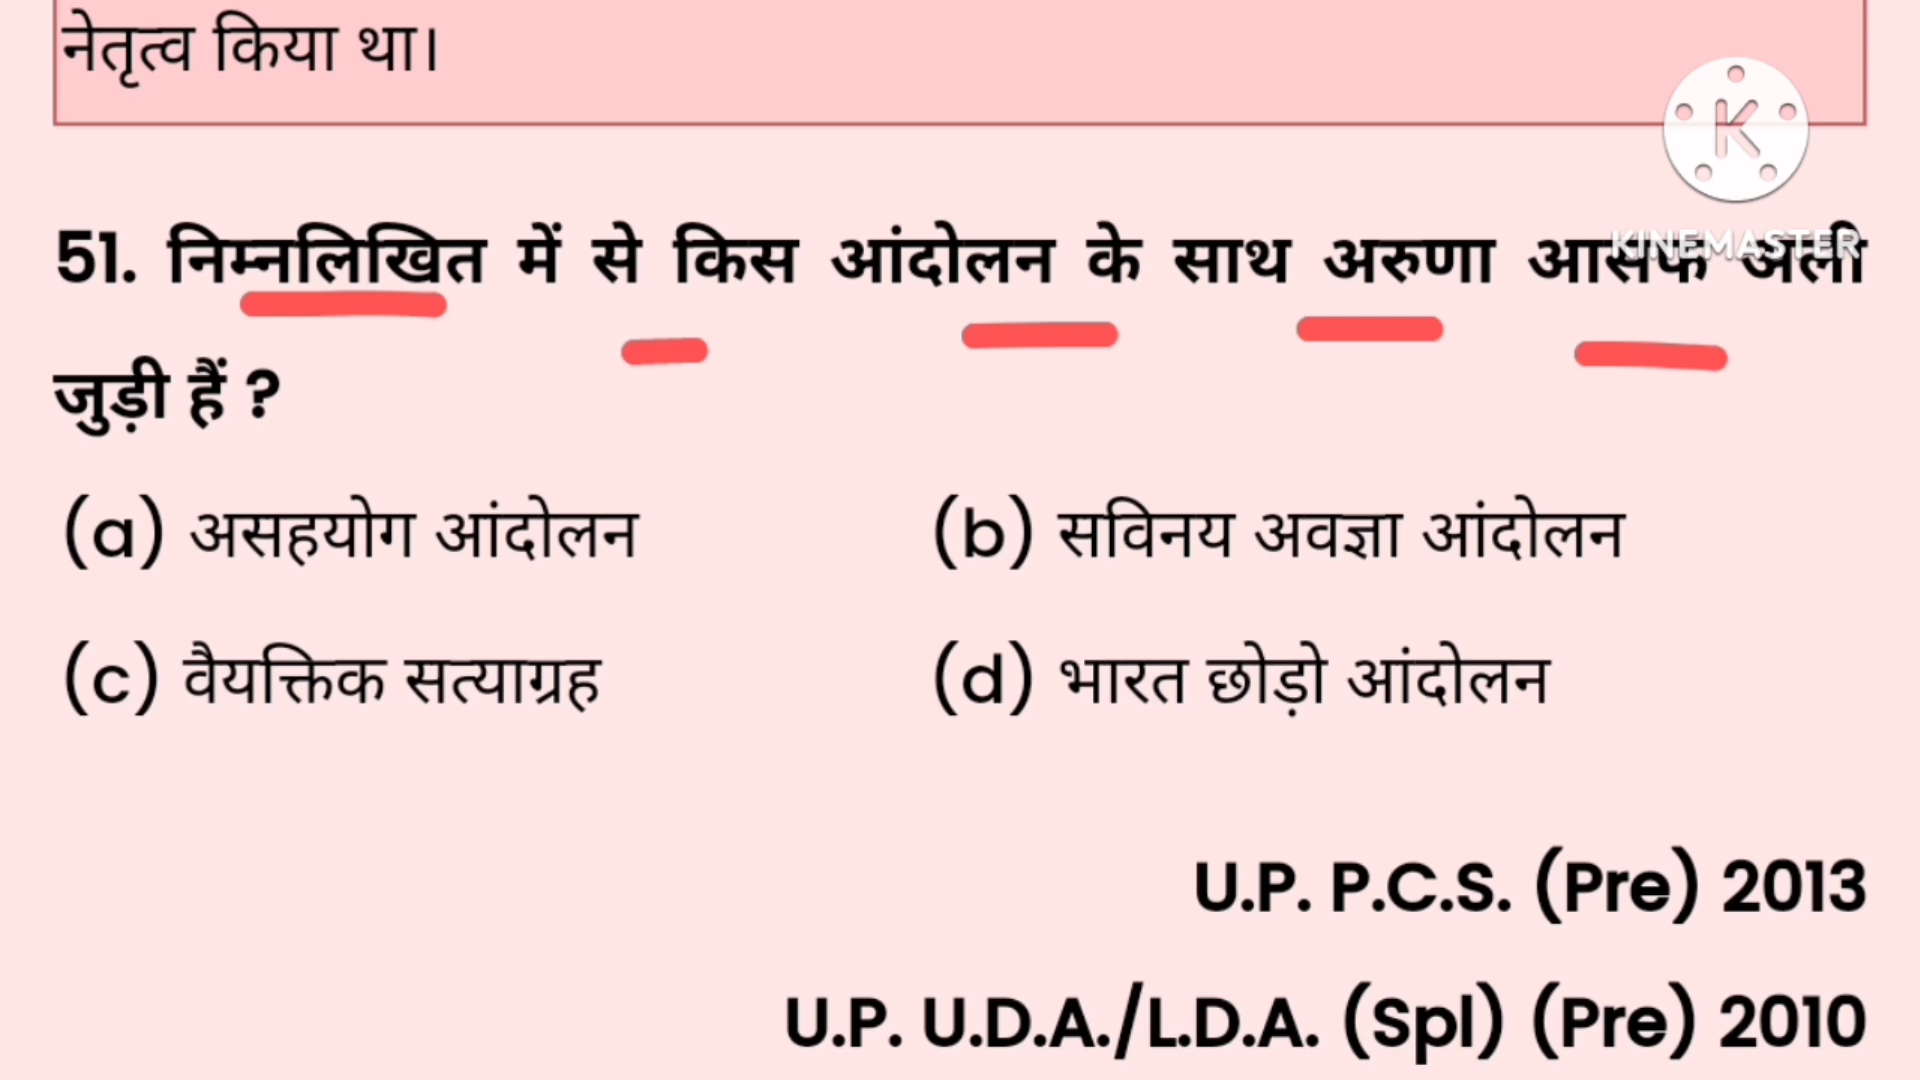 नेतृत्व किया था।
K
KINEMASTER
51. निम्नलिखित में से किस आंदोलन के साथ अरुणा आसफ अली
जुड़ी हैं ?
(a) असहयोग आंदोलन (b) सविनय अवज्ञा आंदोलन
(c) वैयक्तिक सत्याग्रह (d) भारत छोड़ो आंदोलन
U.P. P.C.S. (Pre) 2013
U.P. U.D.A./L.D.A. (Spl) (Pre) 2010